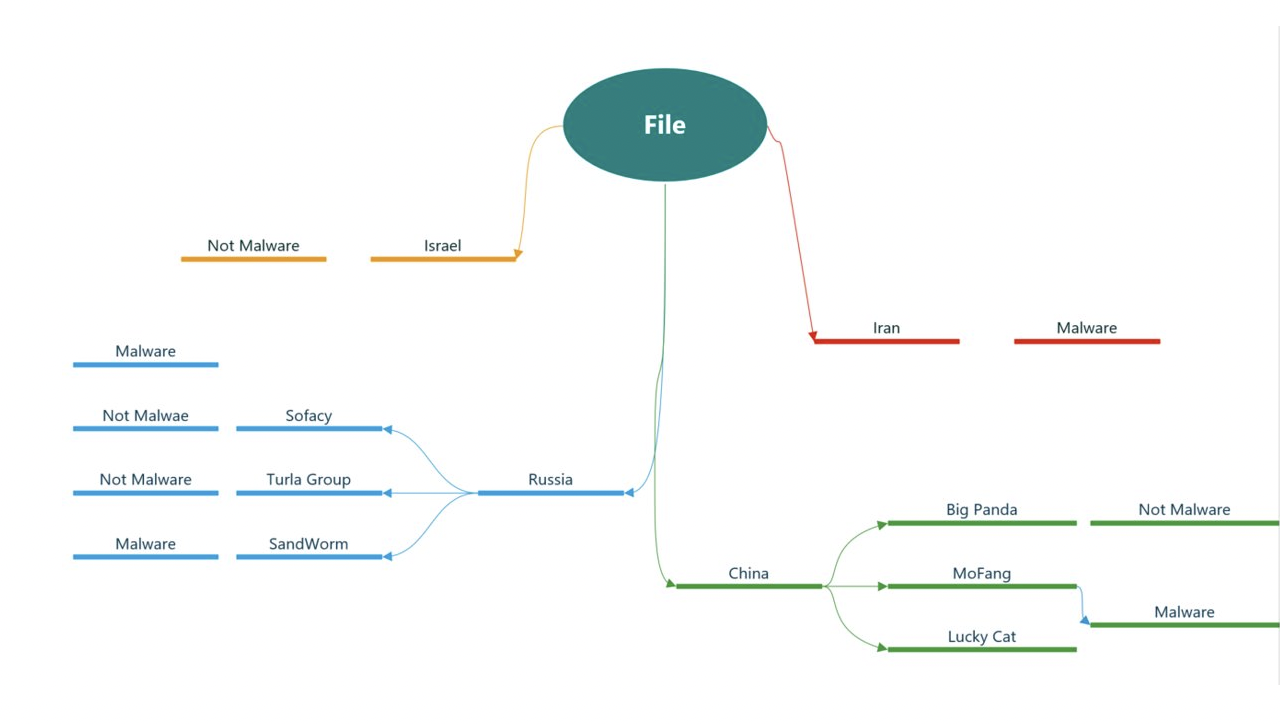 File
Not Malware
Israel
Iran
Malware
Malware
Not Malwae
Sofacy
Not Malware
Turla Group
Russia
Malware
SandWorm
Big Panda
Not Malware
China
MoFang
Malware
Lucky Cat